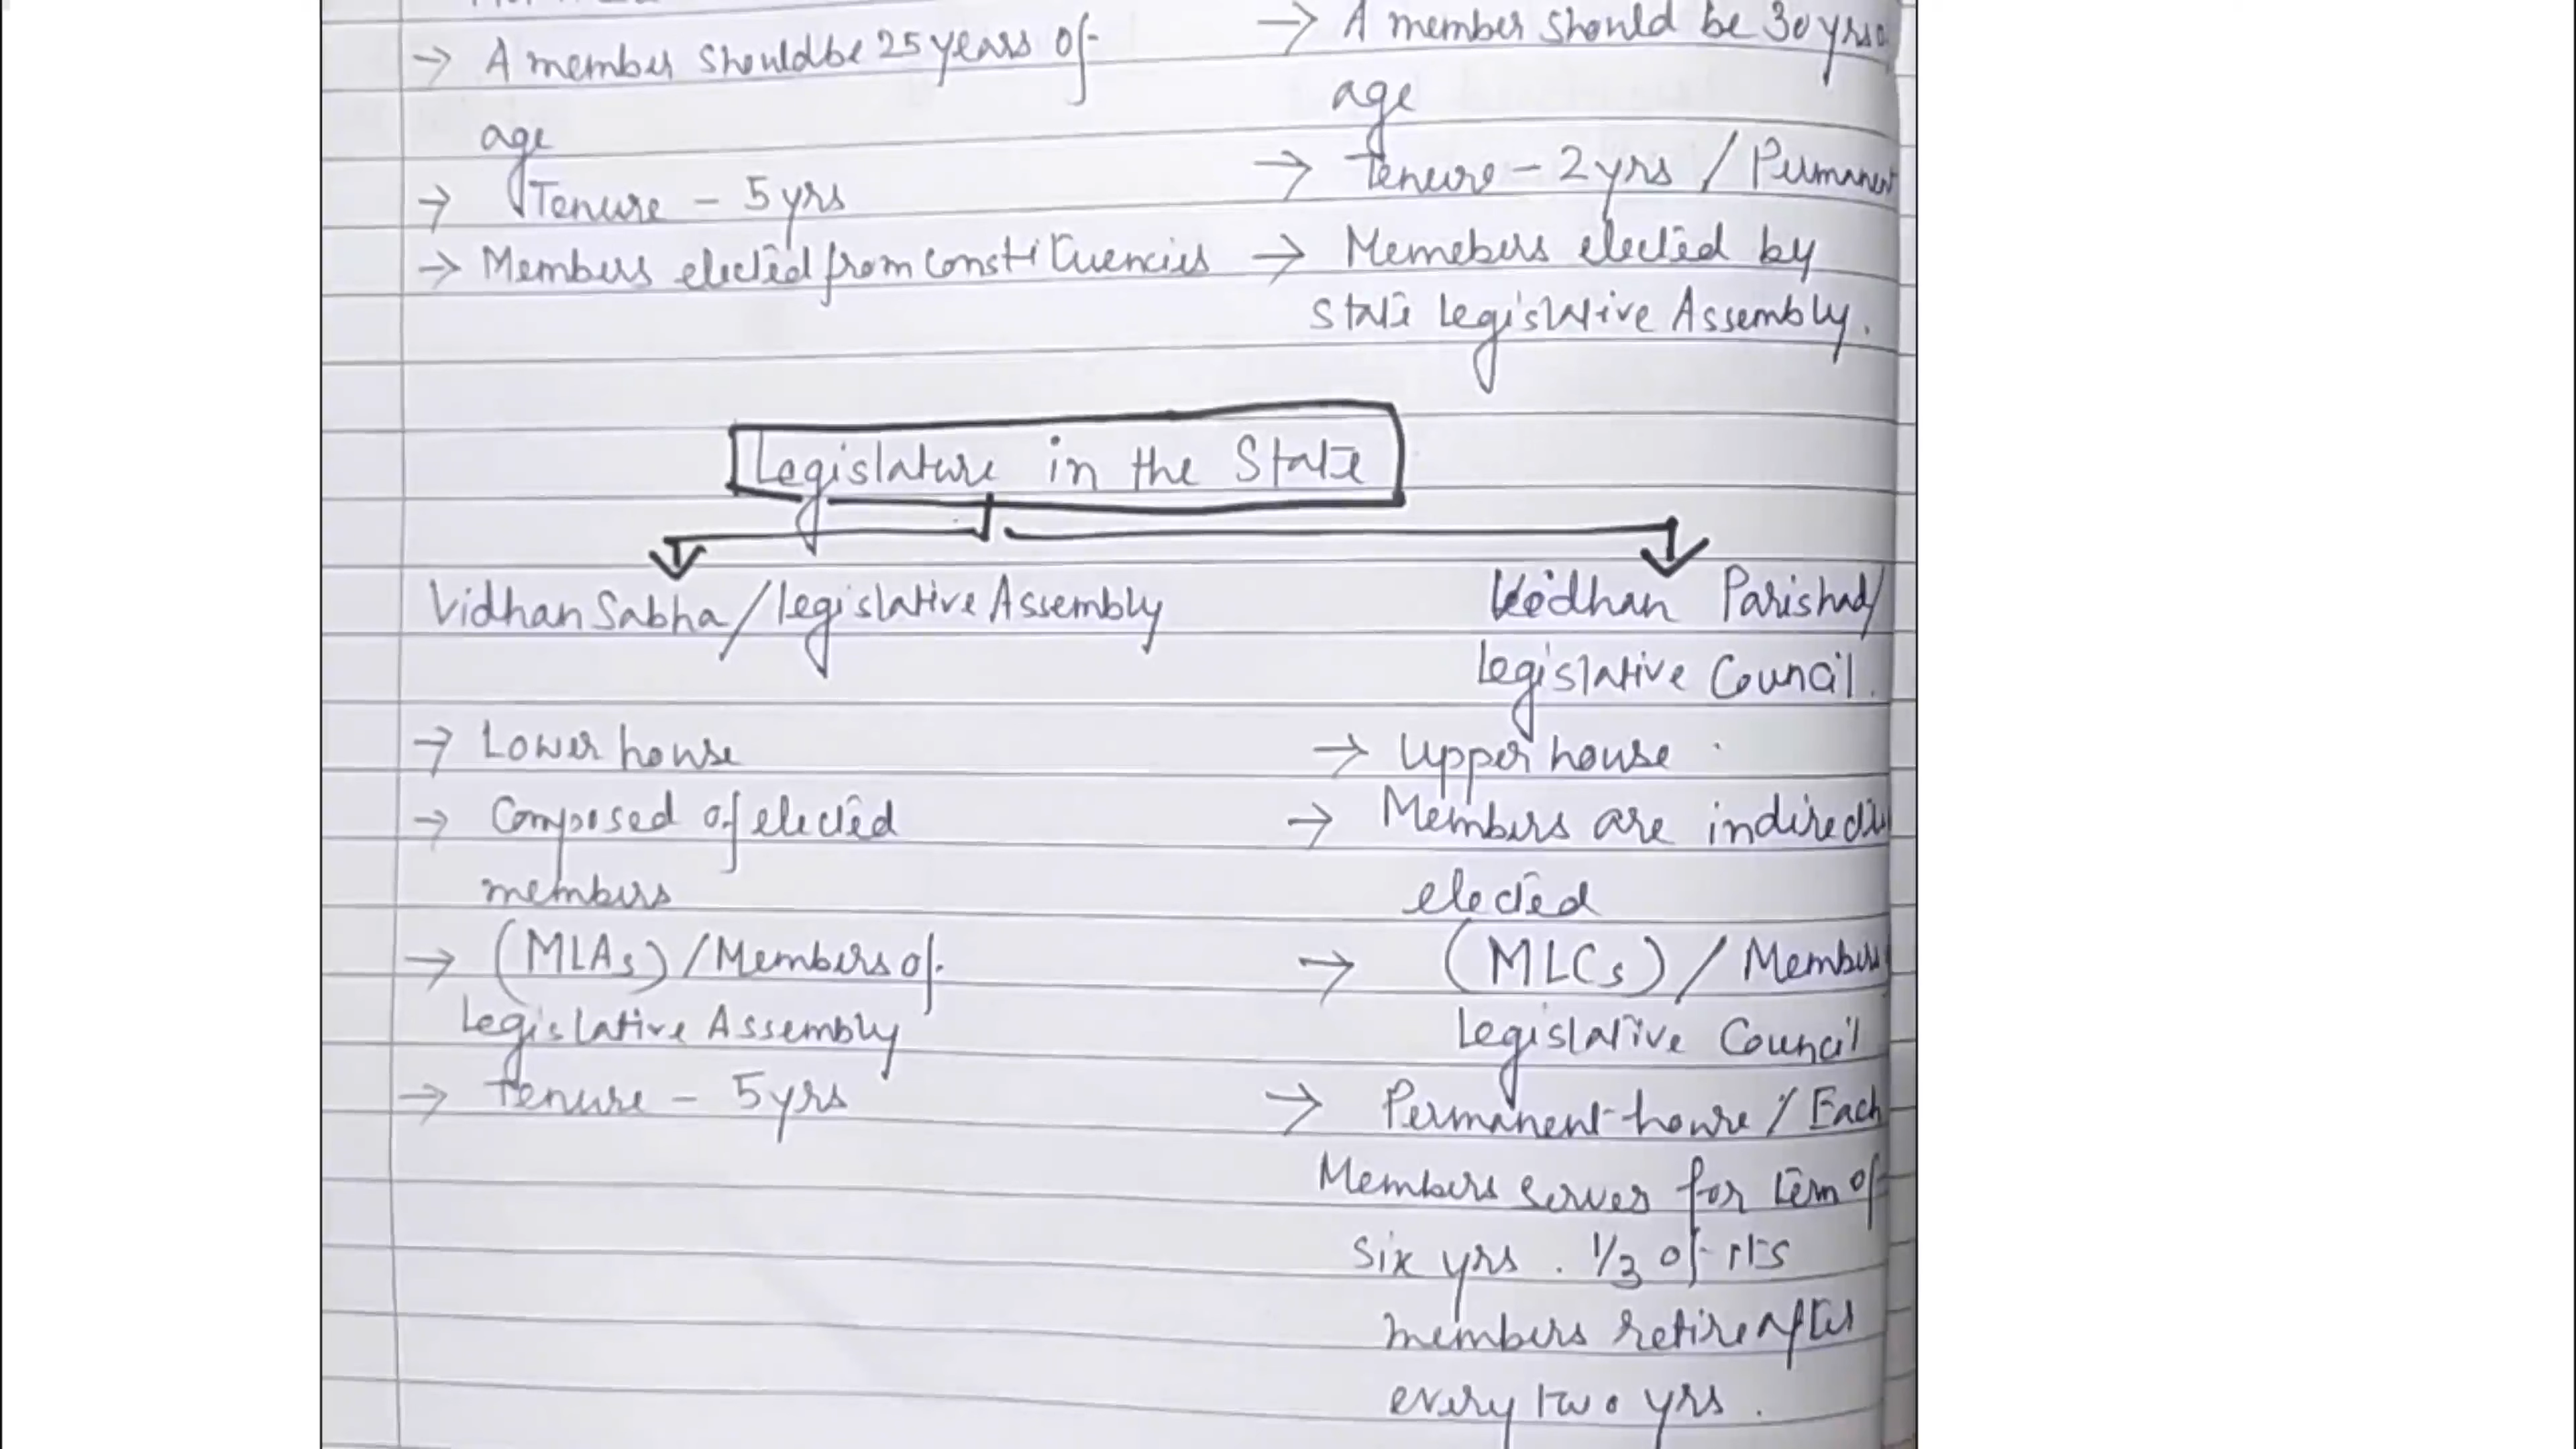 → A member should be 25 years of
age
→ Tenure - 5 yrs
→ Members elected from constituencies
→ A member should be 30 yrs
age
→ Tenure - 2 yrs / Permanent
→ Memebers elected by
State Legislative Assembly.
Legislature in the State
Vidhan Sabha / Legislative Assembly
→ Lower house
→ Composed of elected
members
→ (MLAs) / Members of
Legislative Assembly
→ Tenure - 5 yrs
Vidhan Parishad /
Legislative Council.
→ Upper house
→ Members are indirectly
elected
→ (MLCs) / Members
Legislative Council
→ Permanent house / Each
Members serves for term of
six yrs. 1/3 of its
members retire after
every two yrs.